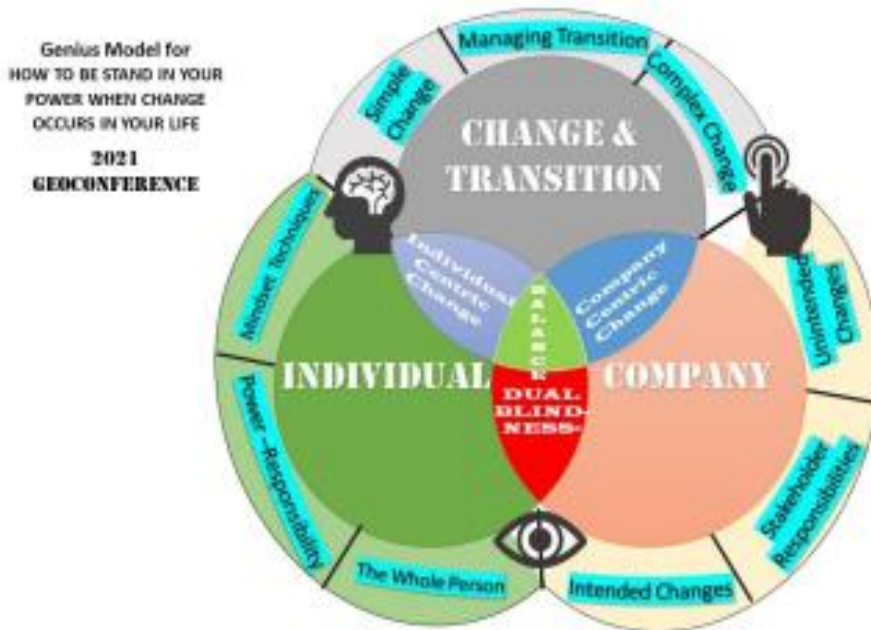 Genius Model for
HOW TO BE STAND IN YOUR
POWER WHEN CHANGE
OCCURS IN YOUR LIFE
2021
GEOCONFERENCE
Simple
Change
Managing Transition
Complex Change
CHANGE &
TRANSITION
Mindset Techniques
Individual
Centric
Change
BALANCE
Company
Centric
Change
Unintended
Changes
INDIVIDUAL
COMPANY
DUAL
BLIND-
NESS-
Power –Responsibility
Stakeholder
Responsibilities
The Whole Person
Intended Changes